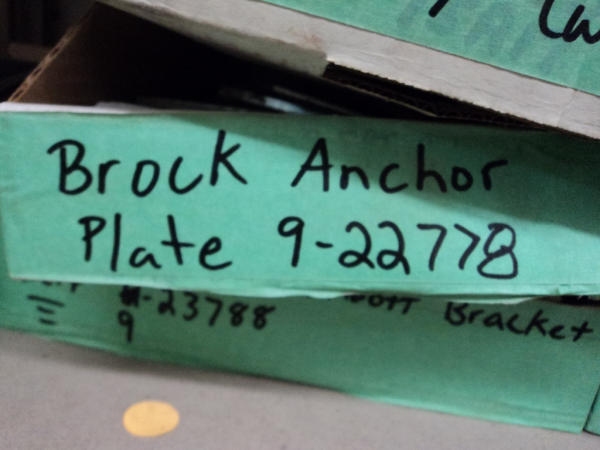 Brock Anchor
Plate 9-22778
-23788
9
Bracket